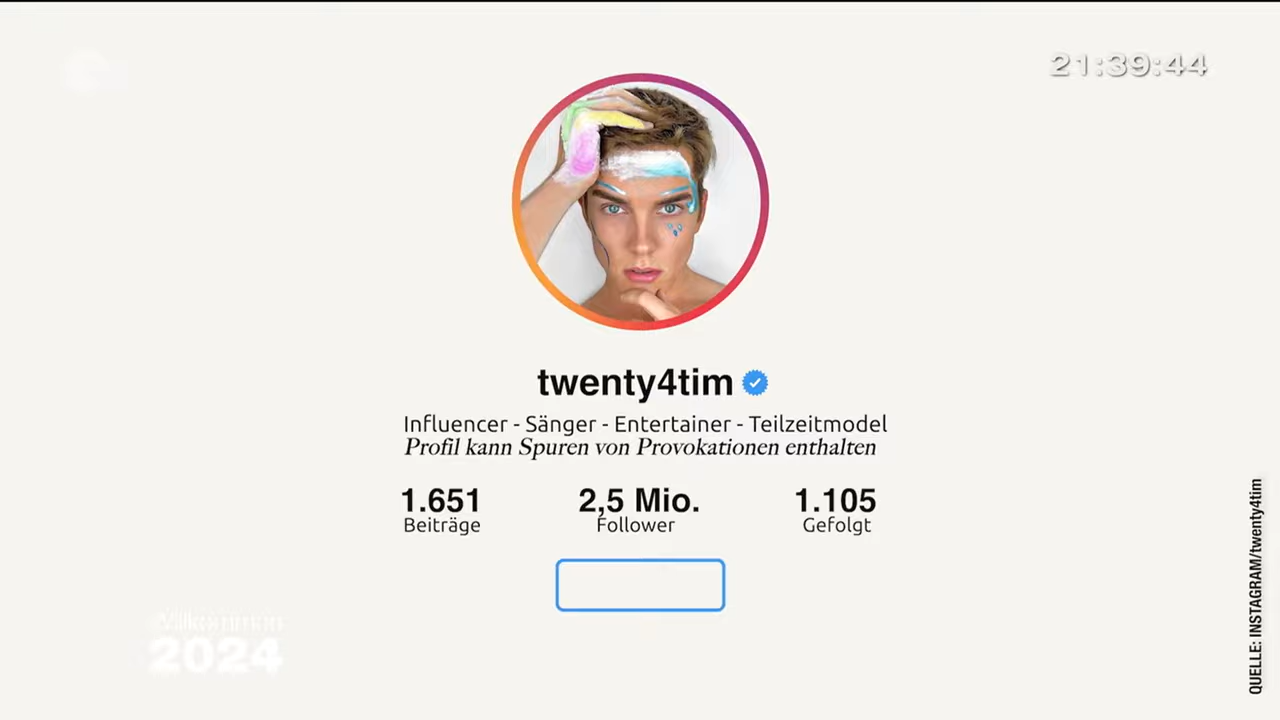 21:39:44
twenty4tim
Influencer - Sänger - Entertainer - Teilzeitmodel
Profil kann Spuren von Provokationen enthalten
1.651 2,5 Mio. 1.105
Beiträge Follower Gefolgt
2024
QUELLE: INSTAGRAM/twenty4tim